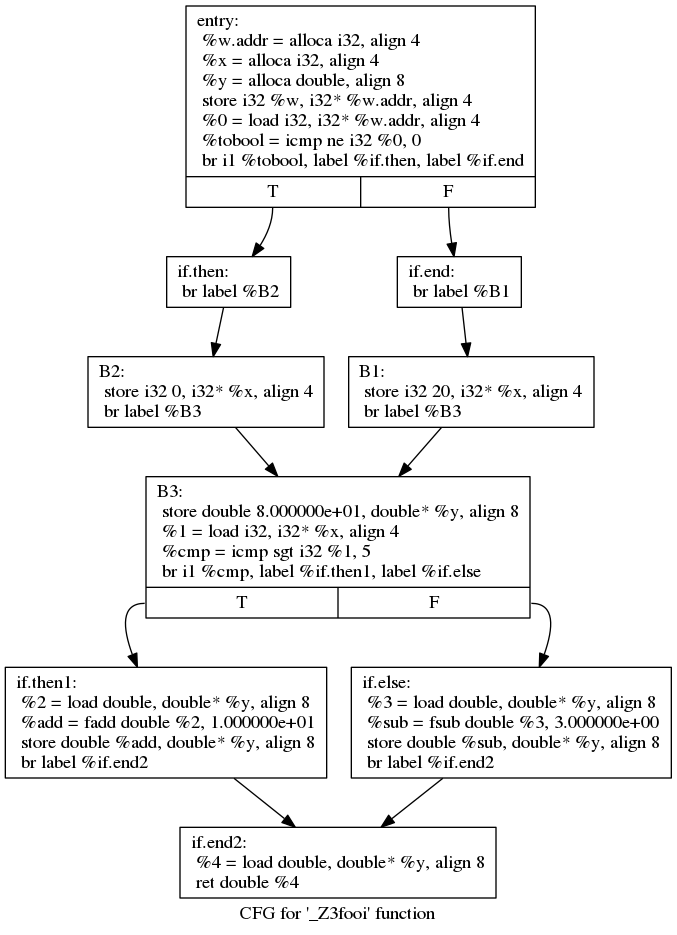 entry:
%w.addr = alloca i32, align 4
%x = alloca i32, align 4
%y = alloca double, align 8
store i32 %w, i32* %w.addr, align 4
%0 = load i32, i32* %w.addr, align 4
%tobool = icmp ne i32 %0, 0
br i1 %tobool, label %if.then, label %if.end
T
F
if.then:
br label %B2
if.end:
br label %B1
B2:
store i32 0, i32* %x, align 4
br label %B3
B1:
store i32 20, i32* %x, align 4
br label %B3
B3:
store double 8.000000e+01, double* %y, align 8
%1 = load i32, i32* %x, align 4
%cmp = icmp sgt i32 %1, 5
br i1 %cmp, label %if.then1, label %if.else
T
F
if.then1:
%2 = load double, double* %y, align 8
%add = fadd double %2, 1.000000e+01
store double %add, double* %y, align 8
br label %if.end2
if.else:
%3 = load double, double* %y, align 8
%sub = fsub double %3, 3.000000e+00
store double %sub, double* %y, align 8
br label %if.end2
if.end2:
%4 = load double, double* %y, align 8
ret double %4
CFG for '_Z3fooi' function